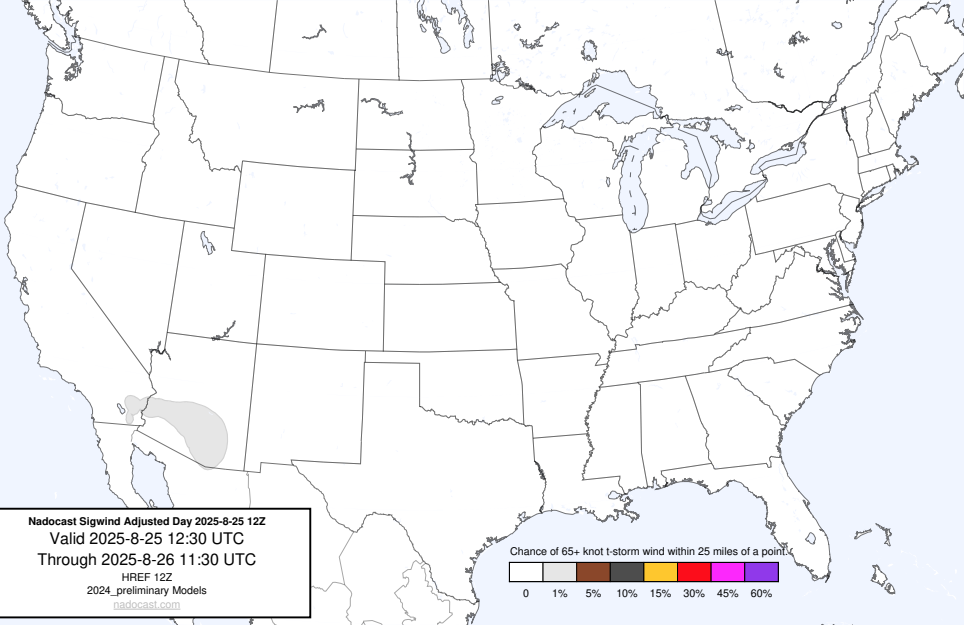 Nadocast Sigwind Adjusted Day 2025-8-25 12Z
Valid 2025-8-25 12:30 UTC
Through 2025-8-26 11:30 UTC
HREF 12Z
2024_preliminary Models
nadocast.com
Chance of 65+ knot t-storm wind within 25 miles of a point.
0 1% 5% 10% 15% 30% 45% 60%